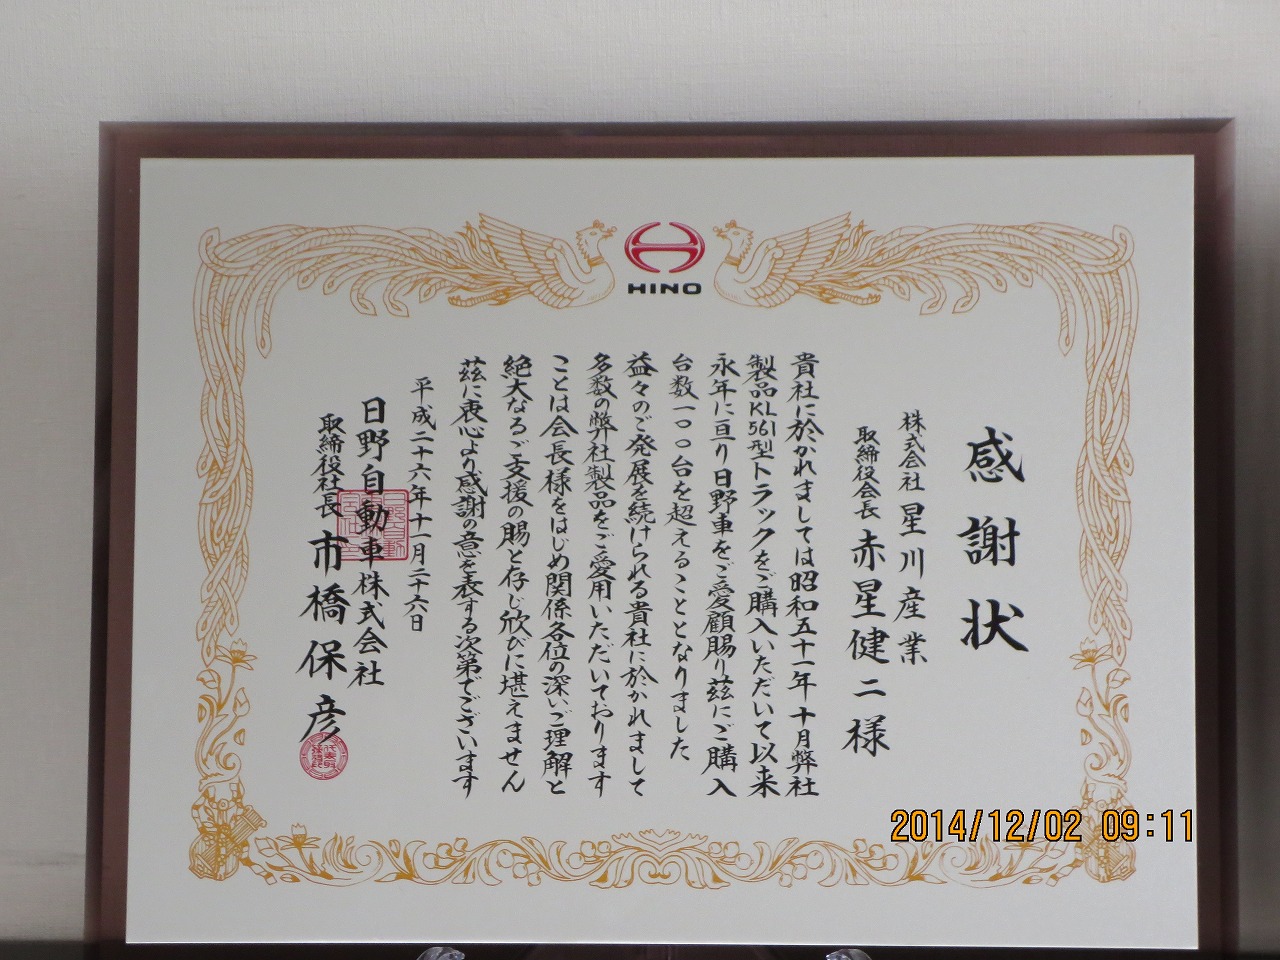 HINO
感謝状
株式会社 星川産業
取締役会長 赤星健二様
貴社に於かれましては昭和五十一年十月弊社
製品KL561型トラックをご購入いただいて以来
永年に亘り日野車をご愛顧賜り茲にご購入
台数一〇〇台を超えることとなりました
益々のご発展を続けられる貴社に於かれまして
多数の弊社製品をご愛用いただいております
ことは会長様をはじめ関係各位の深いご理解と
絶大なるご支援の賜と存じ欣びに堪えません
茲に衷心より感謝の意を表する次第でございます
平成二十六年十一月二十六日
日野自動車株式会社
取締役社長 市橋保彦
2014/12/02 09:11